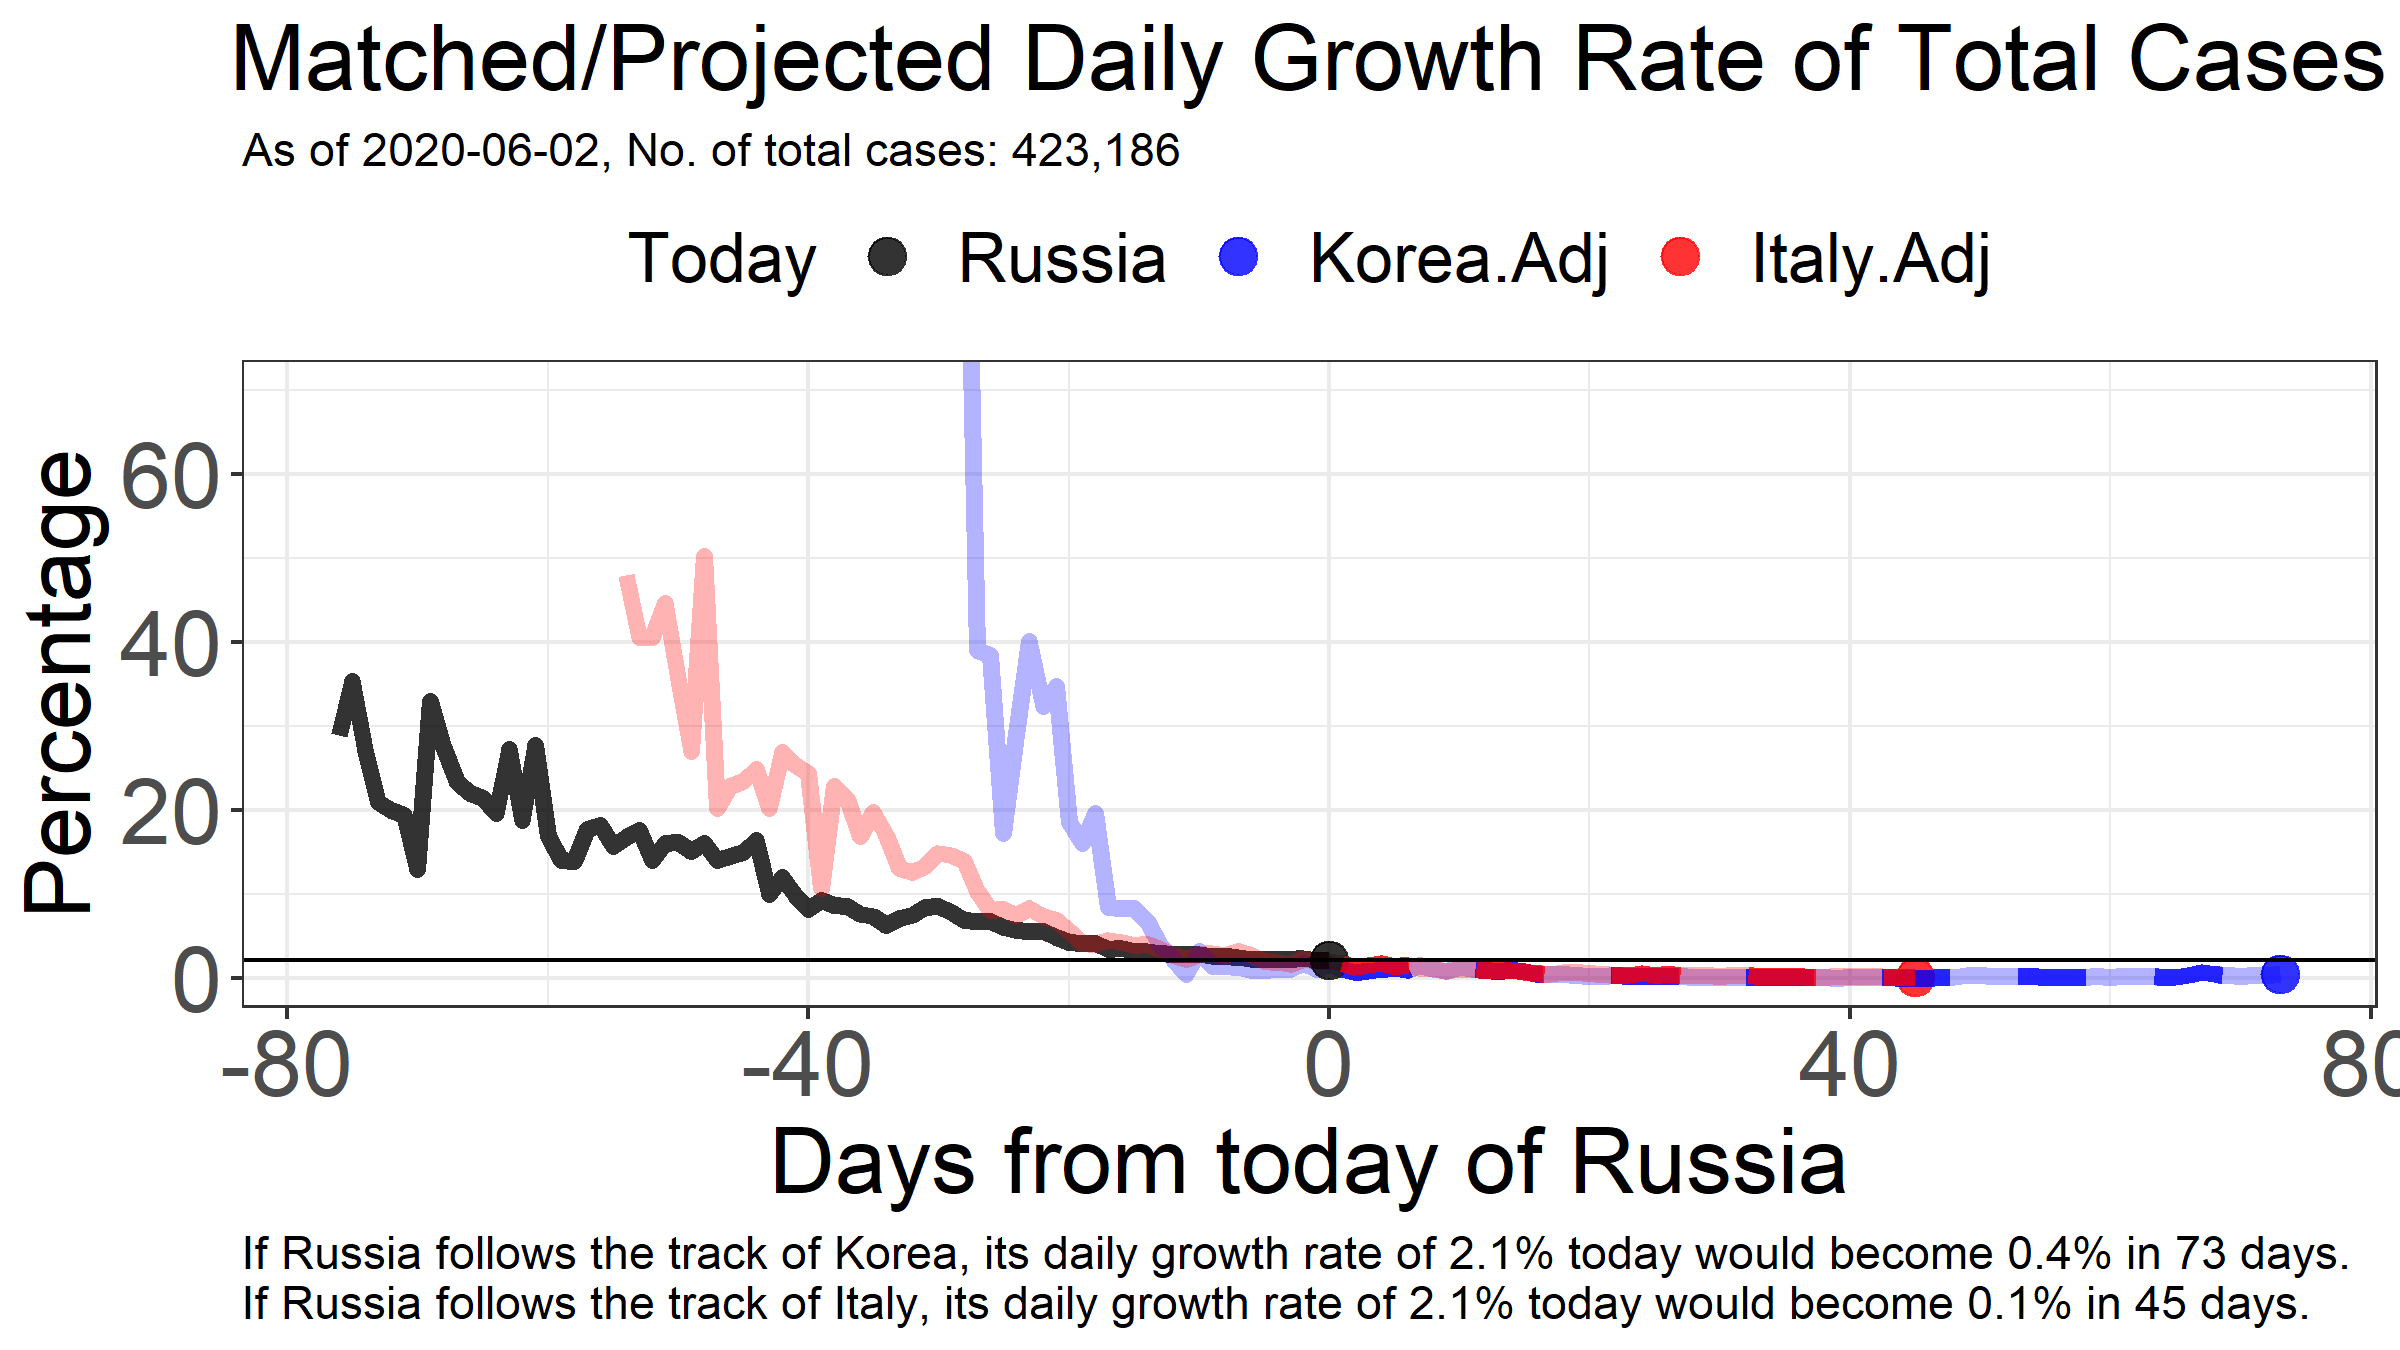 Matched/Projected Daily Growth Rate of Total Cases
As of 2020-06-02, No. of total cases: 423,186
Today Russia Korea.Adj Italy.Adj
Percentage
60
40
20
0
-80 -40 0 40 80
Days from today of Russia
If Russia follows the track of Korea, its daily growth rate of 2.1% today would become 0.4% in 73 days.
If Russia follows the track of Italy, its daily growth rate of 2.1% today would become 0.1% in 45 days.